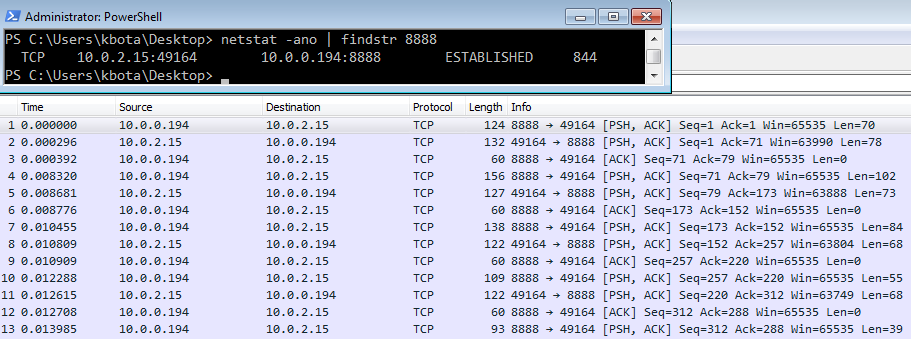 Administrator: PowerShell
PS C:\Users\kbota\Desktop> netstat -ano | findstr 8888
TCP 10.0.2.15:49164 10.0.0.194:8888 ESTABLISHED 844
PS C:\Users\kbota\Desktop>
Time Source Destination Protocol Length Info
1 0.000000 10.0.0.194 10.0.2.15 TCP 124 8888 → 49164 [PSH, ACK] Seq=1 Ack=1 Win=65535 Len=70
2 0.000296 10.0.2.15 10.0.0.194 TCP 132 49164 → 8888 [PSH, ACK] Seq=1 Ack=71 Win=63990 Len=78
3 0.000392 10.0.0.194 10.0.2.15 TCP 60 8888 → 49164 [ACK] Seq=71 Ack=79 Win=65535 Len=0
4 0.008320 10.0.0.194 10.0.2.15 TCP 156 8888 → 49164 [PSH, ACK] Seq=71 Ack=79 Win=65535 Len=102
5 0.008681 10.0.2.15 10.0.0.194 TCP 127 49164 → 8888 [PSH, ACK] Seq=79 Ack=173 Win=63888 Len=73
6 0.008776 10.0.0.194 10.0.2.15 TCP 60 8888 → 49164 [ACK] Seq=173 Ack=152 Win=65535 Len=0
7 0.010455 10.0.0.194 10.0.2.15 TCP 138 8888 → 49164 [PSH, ACK] Seq=173 Ack=152 Win=65535 Len=84
8 0.010809 10.0.2.15 10.0.0.194 TCP 122 49164 → 8888 [PSH, ACK] Seq=152 Ack=257 Win=63804 Len=68
9 0.010909 10.0.0.194 10.0.2.15 TCP 60 8888 → 49164 [ACK] Seq=257 Ack=220 Win=65535 Len=0
10 0.012288 10.0.0.194 10.0.2.15 TCP 109 8888 → 49164 [PSH, ACK] Seq=257 Ack=220 Win=65535 Len=55
11 0.012615 10.0.2.15 10.0.0.194 TCP 122 49164 → 8888 [PSH, ACK] Seq=220 Ack=312 Win=63749 Len=68
12 0.012708 10.0.0.194 10.0.2.15 TCP 60 8888 → 49164 [ACK] Seq=312 Ack=288 Win=65535 Len=0
13 0.013985 10.0.0.194 10.0.2.15 TCP 93 8888 → 49164 [PSH, ACK] Seq=312 Ack=288 Win=65535 Len=39